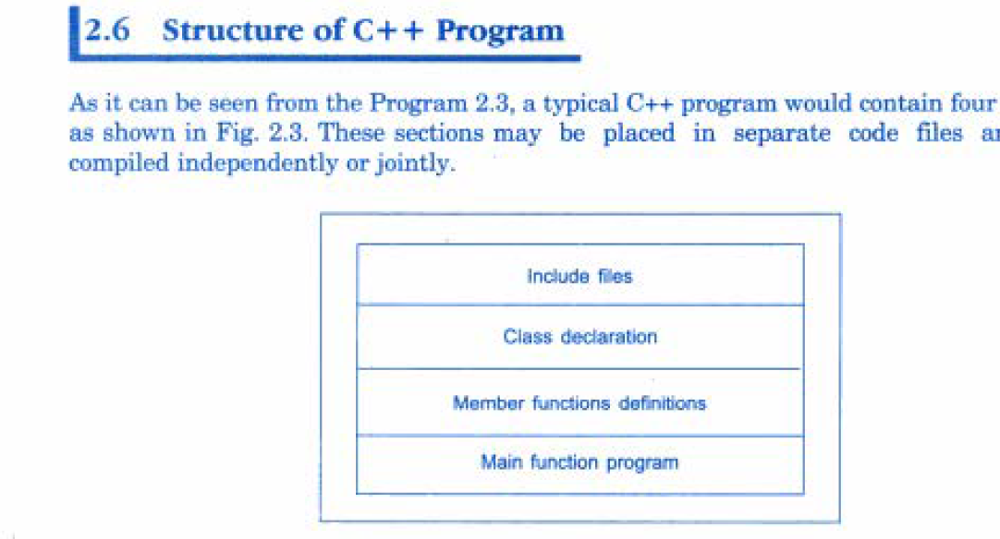 2.6 Structure of C++ Program
As it can be seen from the Program 2.3, a typical C++ program would contain four
as shown in Fig. 2.3. These sections may be placed in separate code files
compiled independently or jointly.
Include files
Class declaration
Member functions definitions
Main function program